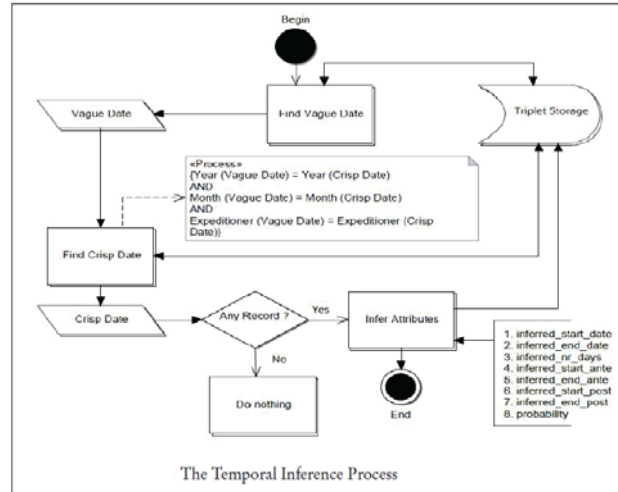 Begin
Find Vague Date
Vague Date
Triplet Storage
«Process»
{Year (Vague Date) = Year (Crisp Date)
AND
Month (Vague Date) = Month (Crisp Date)
AND
Expeditioner (Vague Date) = Expeditioner (Crisp
Date)}
Find Crisp Date
Crisp Date
Any Record ?
Yes
Infer Attributes
No
Do nothing
End
1. inferred_start_date
2. inferred_end_date
3. inferred_nr_days
4. inferred_start_ante
5. inferred_end_ante
6. inferred_start_post
7. inferred_end_post
8. probability
The Temporal Inference Process